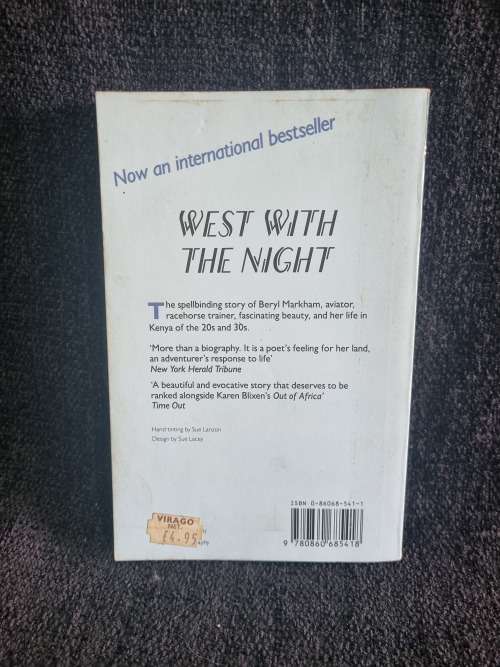 Now an international bestseller
WEST WITH
THE NIGHT
The spellbinding story of Beryl Markham, aviator,
racehorse trainer, fascinating beauty, and her life in
Kenya of the 20s and 30s.
'More than a biography. It is a poet's feeling for her land,
an adventurer's response to life'
New York Herald Tribune
'A beautiful and evocative story that deserves to be
ranked alongside Karen Blixen's Out of Africa'
Time Out
Hand tinting by Sue Lanzon
Design by Sue Lacey
ISBN 0-86068-541-1
VIRAGO
NET
£4.95
9 780860 685418